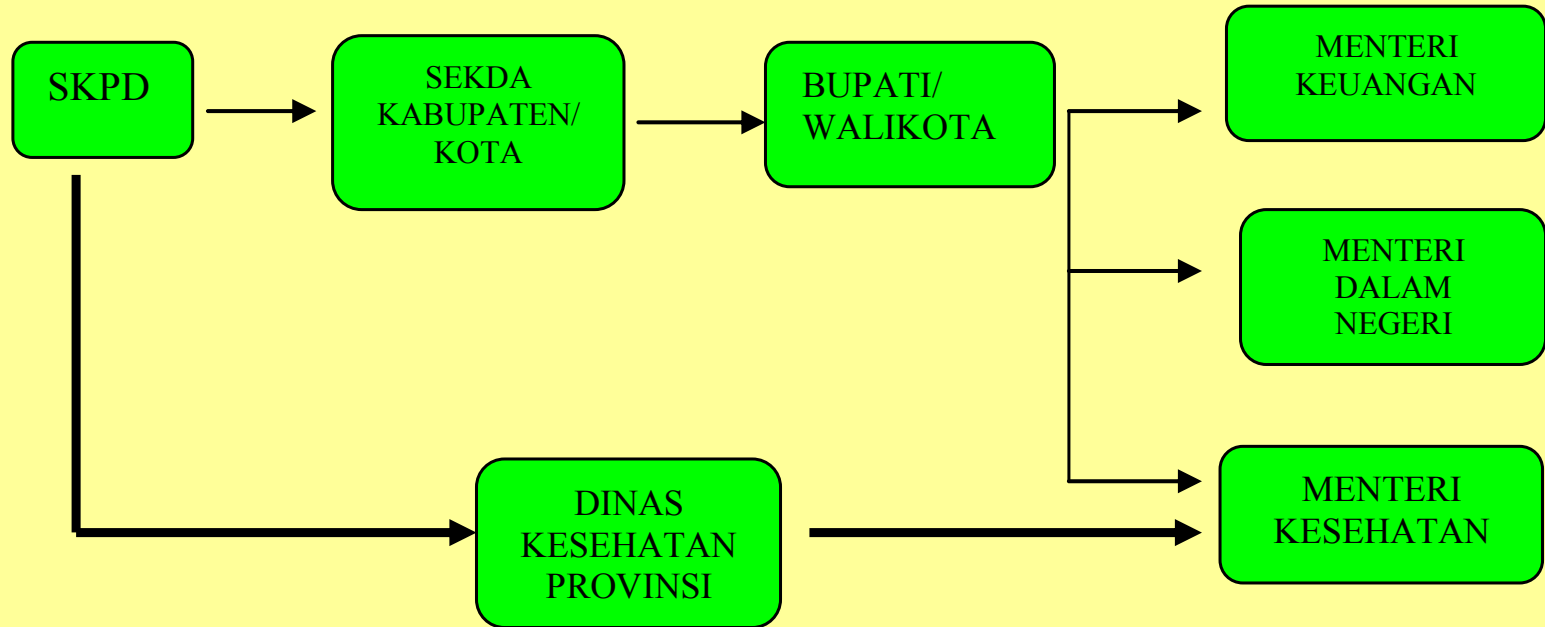 SKPD
SEKDA
KABUPATEN/
KOTA
BUPATI/
WALIKOTA
MENTERI
KEUANGAN
MENTERI
DALAM
NEGERI
DINAS
KESEHATAN
PROVINSI
MENTERI
KESEHATAN